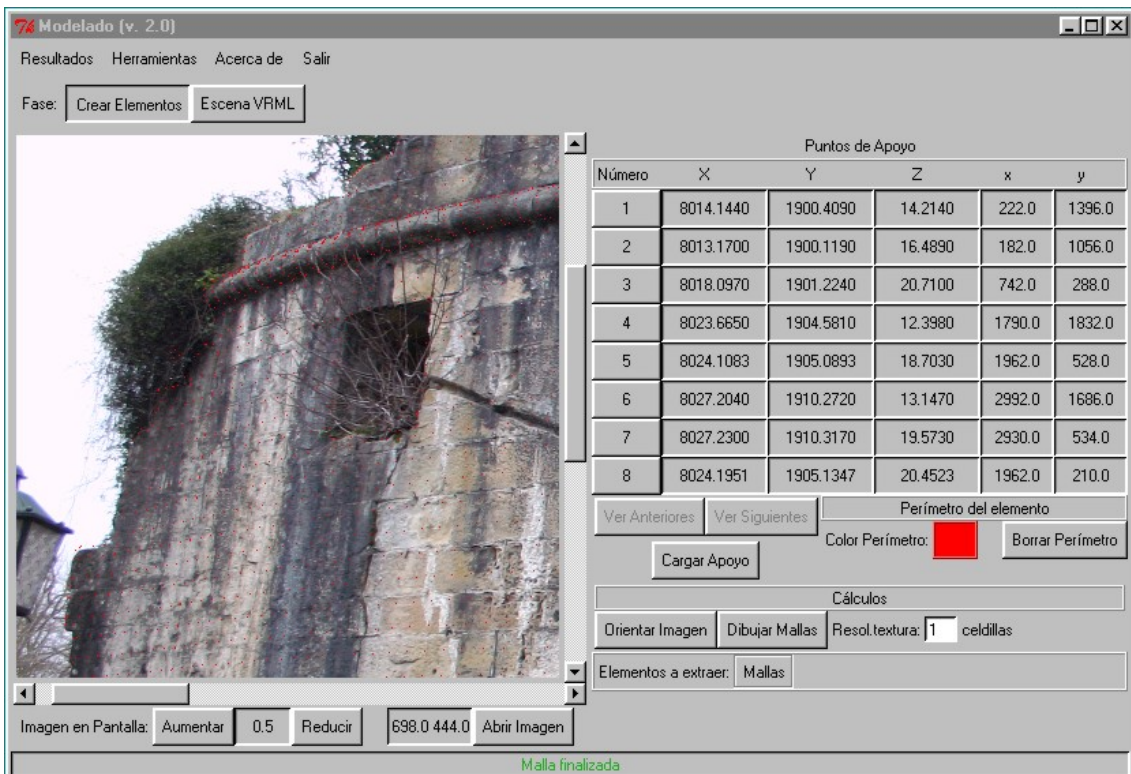 Modelado (v. 2.0)
Resultados Herramientas Acerca de Salir
Fase: Crear Elementos Escena VRML
Puntos de Apoyo
Número X Y Z x y
1 8014.1440 1900.4090 14.2140 222.0 1396.0
2 8013.1700 1900.1190 16.4890 182.0 1056.0
3 8018.0970 1901.2240 20.7100 742.0 288.0
4 8023.6650 1904.5810 12.3980 1790.0 1832.0
5 8024.1083 1905.0893 18.7030 1962.0 528.0
6 8027.2040 1910.2720 13.1470 2992.0 1686.0
7 8027.2300 1910.3170 19.5730 2930.0 534.0
8 8024.1951 1905.1347 20.4523 1962.0 210.0
Ver Anteriores Ver Siguientes Perímetro del elemento
Color Perímetro: Borrar Perímetro
Cargar Apoyo
Cálculos
Orientar Imagen Dibujar Mallas Resol.textura: 1 celdillas
Elementos a extraer: Mallas
Imagen en Pantalla: Aumentar 0.5 Reducir 698.0 444.0 Abrir Imagen
Malla finalizada